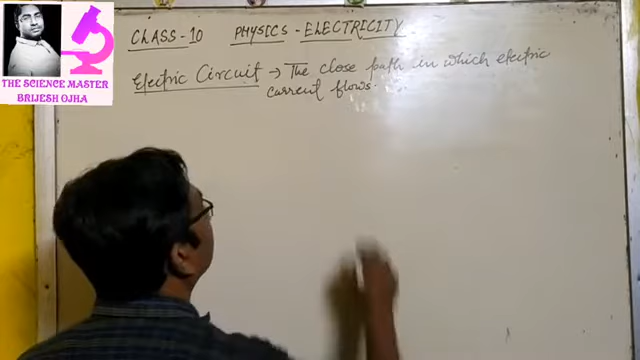 THE SCIENCE MASTER
BRIJESH OJHA
CLASS-10 PHYSICS - ELECTRICITY
Electric Circuit → The close path in which electric
current flows.